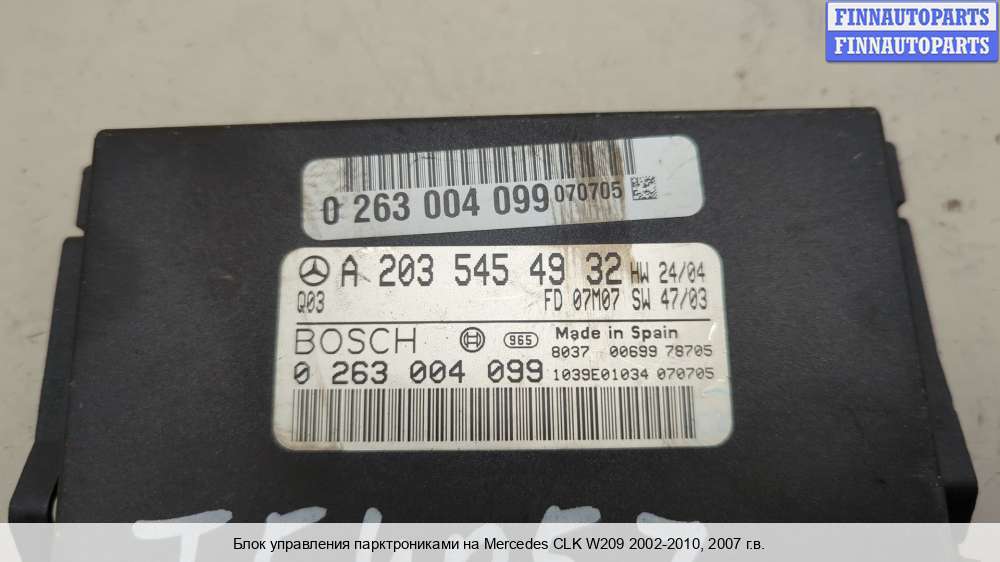 FINNAUTOPARTS
FINNAUTOPARTS
0 263 004 099 070705
A 203 545 49 32 HW 24/04
Q03 FD 07M07 SW 47/03
BOSCH 965 Made in Spain
8037 00699 78705
0 263 004 099 1039E01034 070705
Блок управления парктрониками на Mercedes CLK W209 2002-2010, 2007 г.в.